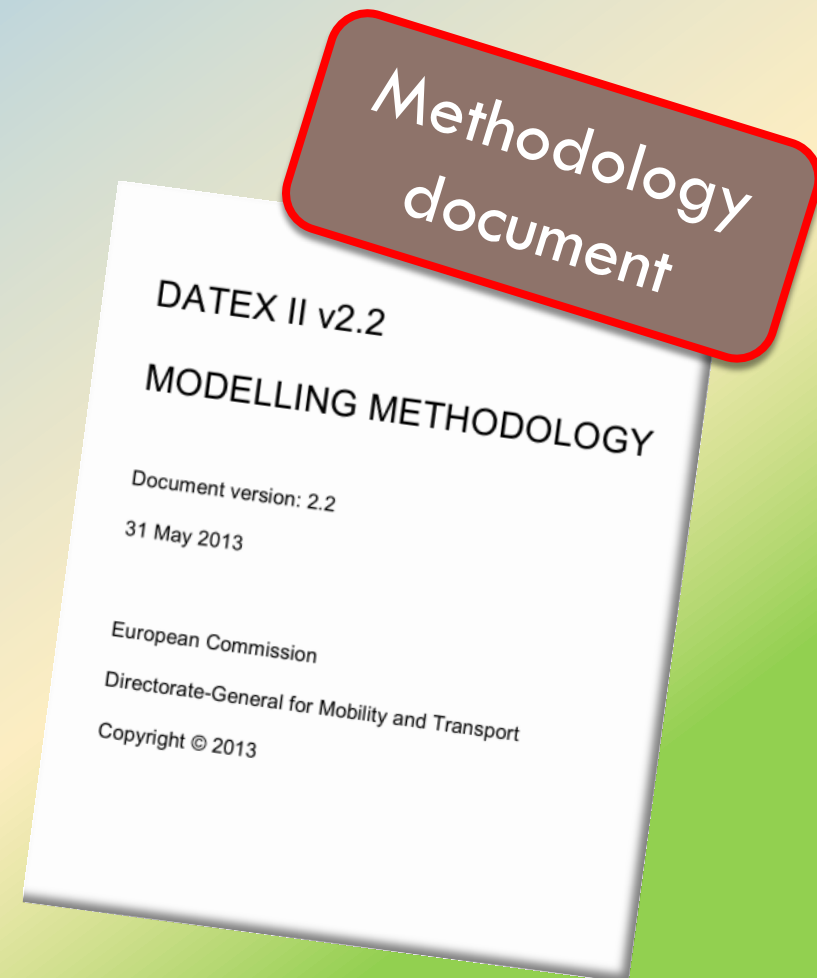 Methodology
document
DATEX II v2.2
MODELLING METHODOLOGY
Document version: 2.2
31 May 2013
European Commission
Directorate-General for Mobility and Transport
Copyright © 2013